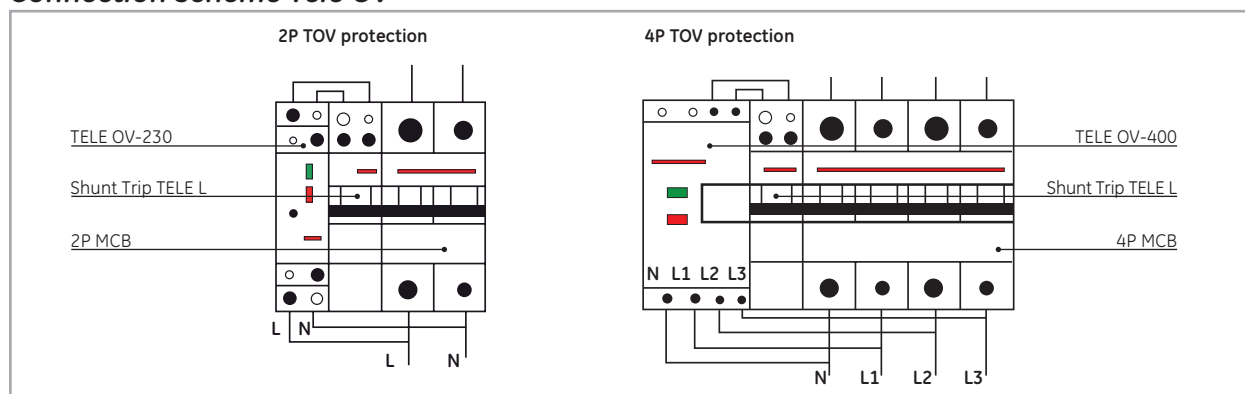 2P TOV protection
4P TOV protection
TELE OV-230
Shunt Trip TELE L
2P MCB
L N
L N
TELE OV-400
Shunt Trip TELE L
4P MCB
N L1 L2 L3
N L1 L2 L3